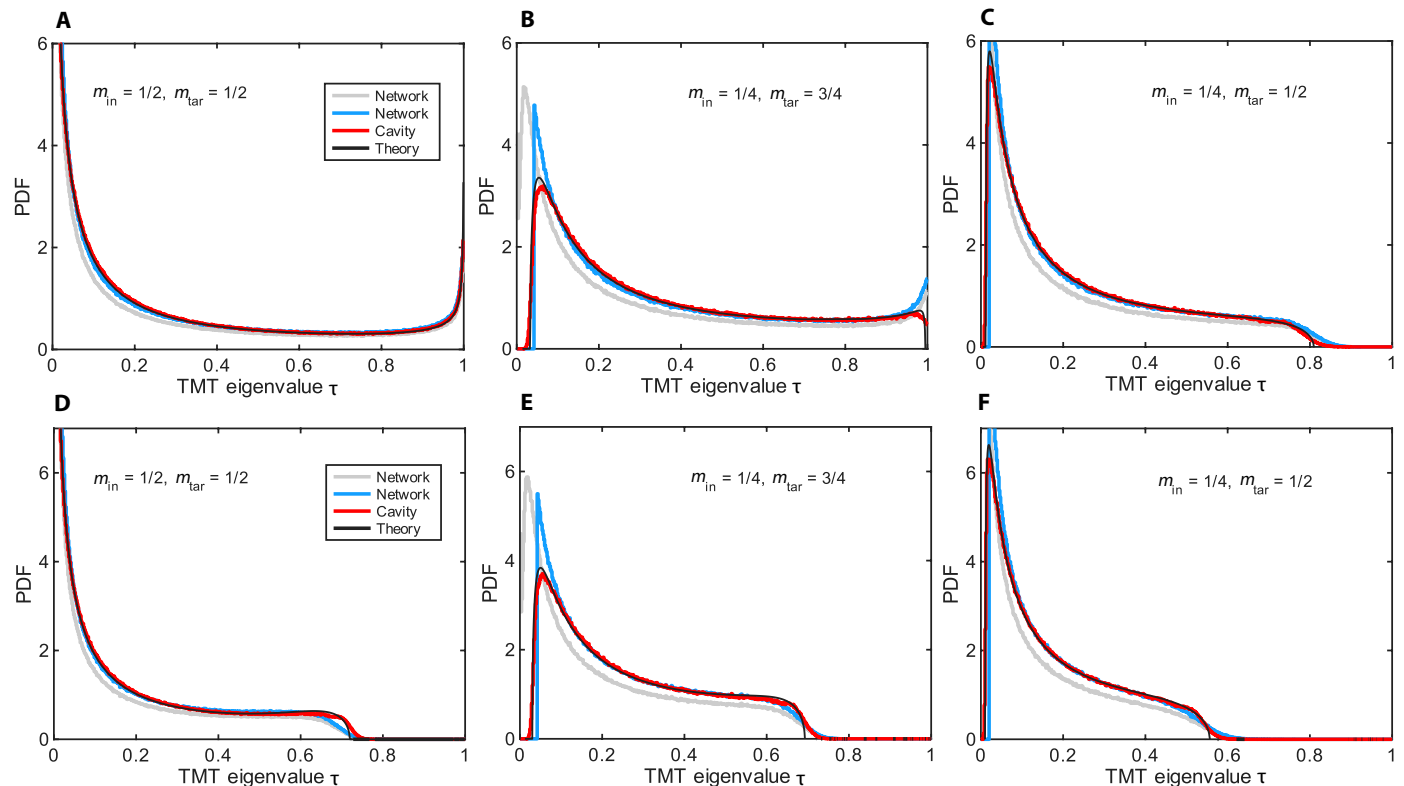 A
6
4
2
0
PDF
m_in = 1/2, m_tar = 1/2
Network
Network
Cavity
Theory
0 0.2 0.4 0.6 0.8 1
TMT eigenvalue τ
B
6
4
2
0
PDF
m_in = 1/4, m_tar = 3/4
0 0.2 0.4 0.6 0.8 1
TMT eigenvalue τ
C
6
4
2
0
PDF
m_in = 1/4, m_tar = 1/2
0 0.2 0.4 0.6 0.8 1
TMT eigenvalue τ
D
6
4
2
0
PDF
m_in = 1/2, m_tar = 1/2
Network
Network
Cavity
Theory
0 0.2 0.4 0.6 0.8 1
TMT eigenvalue τ
E
6
4
2
0
PDF
m_in = 1/4, m_tar = 3/4
0 0.2 0.4 0.6 0.8 1
TMT eigenvalue τ
F
6
4
2
0
PDF
m_in = 1/4, m_tar = 1/2
0 0.2 0.4 0.6 0.8 1
TMT eigenvalue τ